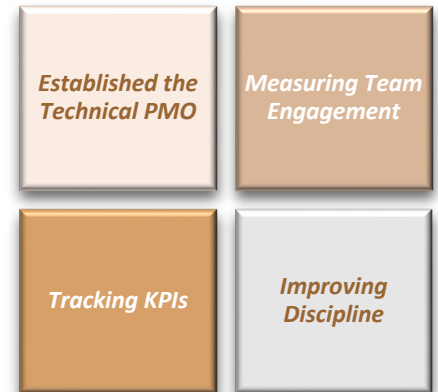 Established the
Technical PMO
Measuring Team
Engagement
Tracking KPIs
Improving
Discipline